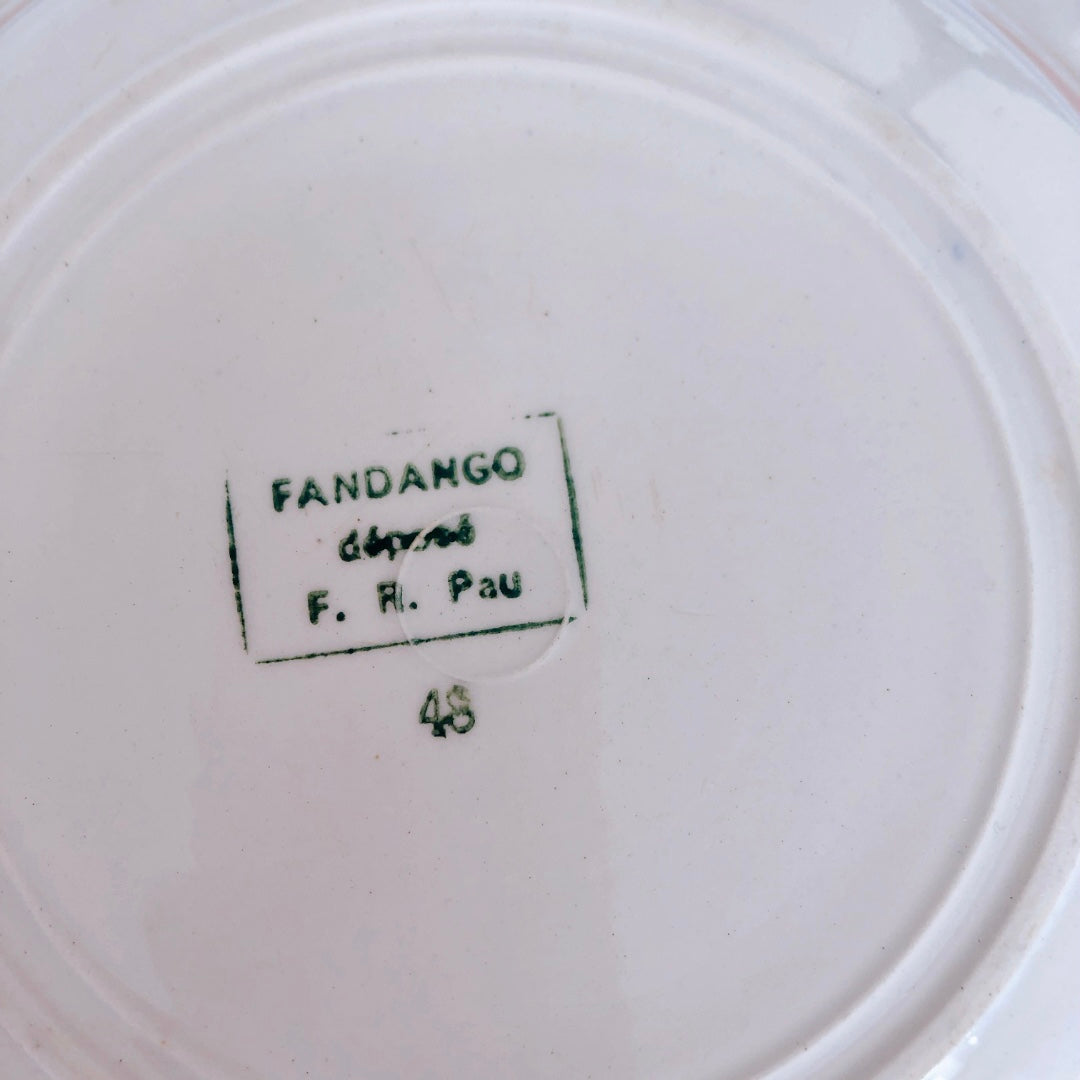 FANDANGO
déposé
F. R. Pau
48